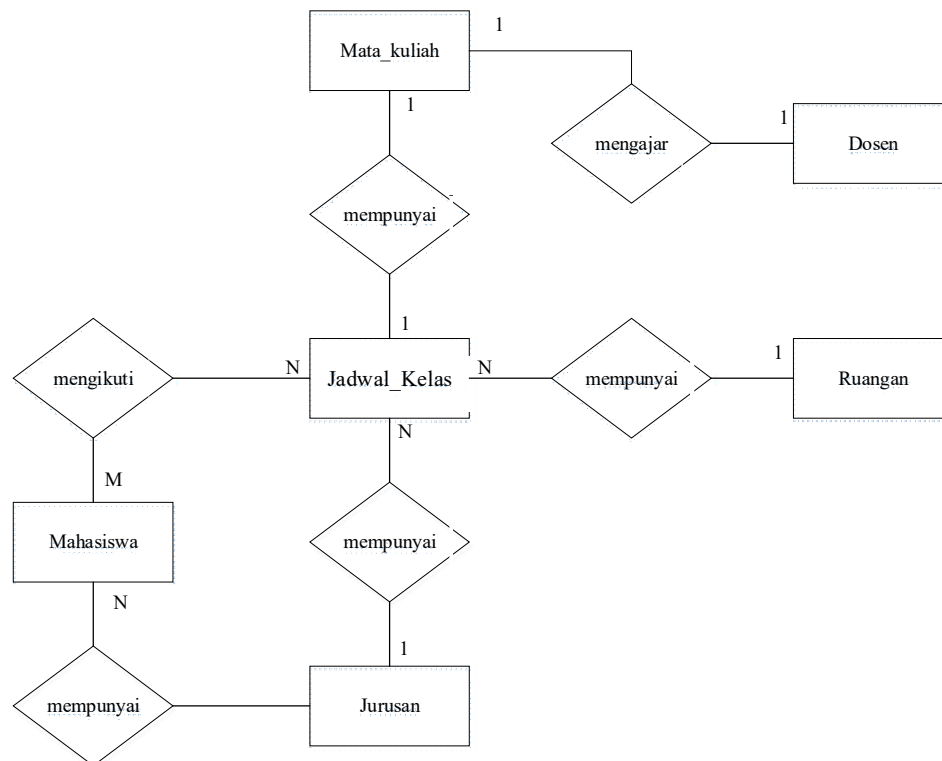 1
Mata_kuliah
1
mengajar
1
Dosen
mempunyai
1
mengikuti
N
Jadwal_Kelas
N
mempunyai
1
Ruangan
N
M
Mahasiswa
mempunyai
N
1
mempunyai
Jurusan